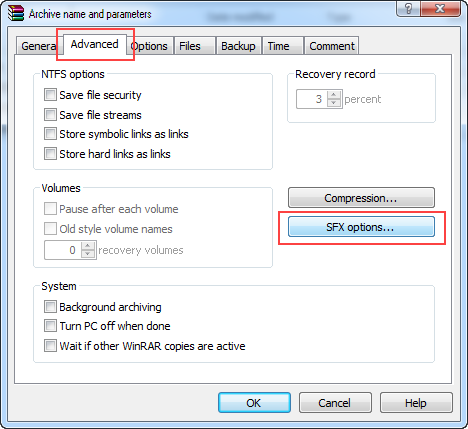 Archive name and parameters
General Advanced Options Files Backup Time Comment
NTFS options
Save file security
Save file streams
Store symbolic links as links
Store hard links as links
Recovery record
3 percent
Volumes
Pause after each volume
Old style volume names
0 recovery volumes
Compression...
SFX options...
System
Background archiving
Turn PC off when done
Wait if other WinRAR copies are active
OK Cancel Help